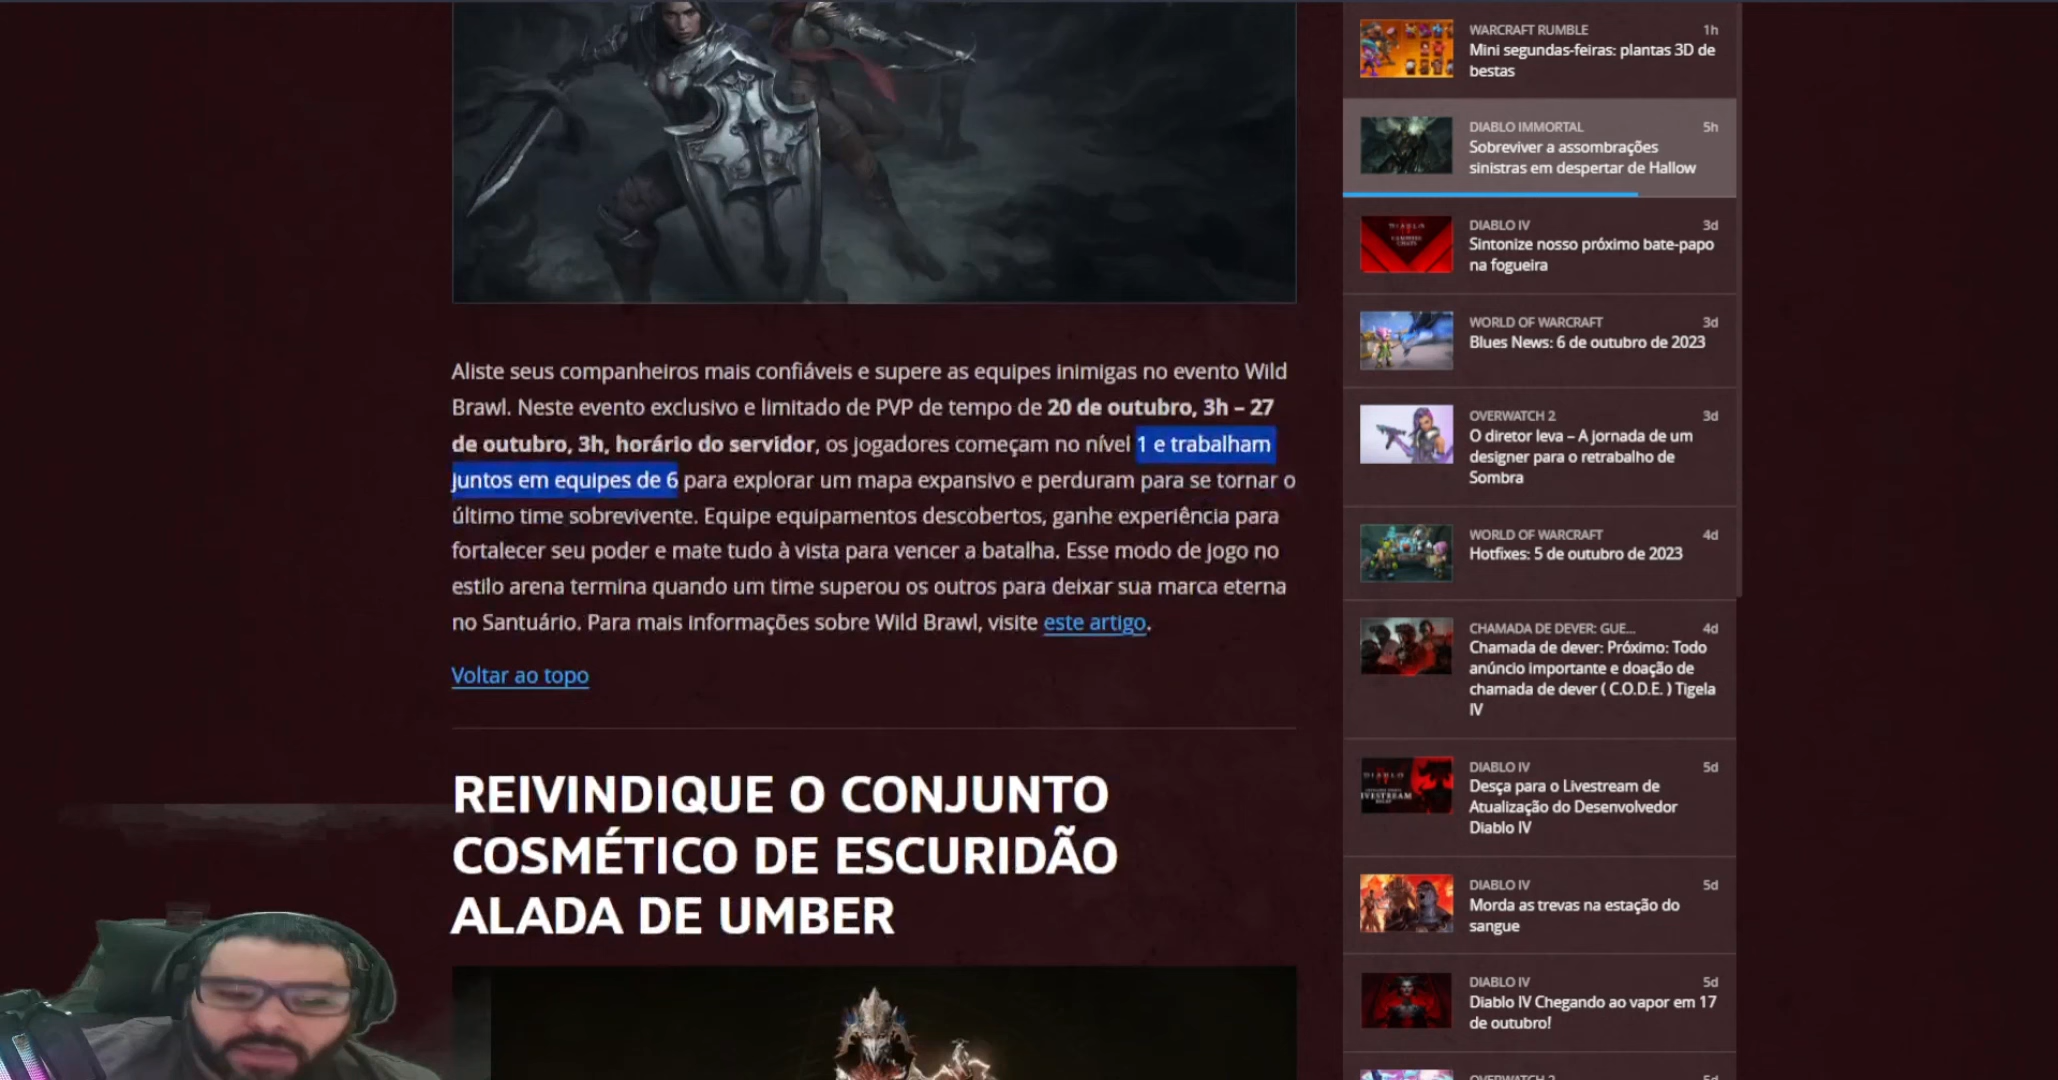 Aliste seus companheiros mais confiáveis e supere as equipes inimigas no evento Wild
Brawl. Neste evento exclusivo e limitado de PVP de tempo de 20 de outubro, 3h – 27
de outubro, 3h, horário do servidor, os jogadores começam no nível 1 e trabalham
juntos em equipes de 6 para explorar um mapa expansivo e perduram para se tornar o
último time sobrevivente. Equipe equipamentos descobertos, ganhe experiência para
fortalecer seu poder e mate tudo à vista para vencer a batalha. Esse modo de jogo no
estilo arena termina quando um time superou os outros para deixar sua marca eterna
no Santuário. Para mais informações sobre Wild Brawl, visite este artigo.
Voltar ao topo
REIVINDIQUE O CONJUNTO
COSMÉTICO DE ESCURIDÃO
ALADA DE UMBER
WARCRAFT RUMBLE 1h
Mini segundas-feiras: plantas 3D de
bestas
DIABLO IMMORTAL 5h
Sobreviver a assombrações
sinistras em despertar de Hallow
DIABLO IV 3d
Sintonize nosso próximo bate-papo
na fogueira
WORLD OF WARCRAFT 3d
Blues News: 6 de outubro de 2023
OVERWATCH 2 3d
O diretor leva – A jornada de um
designer para o retrabalho de
Sombra
WORLD OF WARCRAFT 4d
Hotfixes: 5 de outubro de 2023
CHAMADA DE DEVER: GUE... 4d
Chamada de dever: Próximo: Todo
anúncio importante e doação de
chamada de dever ( C.O.D.E. ) Tigela
IV
DIABLO IV 5d
Desça para o Livestream de
Atualização do Desenvolvedor
Diablo IV
DIABLO IV 5d
Morda as trevas na estação do
sangue
DIABLO IV 5d
Diablo IV Chegando ao vapor em 17
de outubro!
OVERWATCH 2 5d